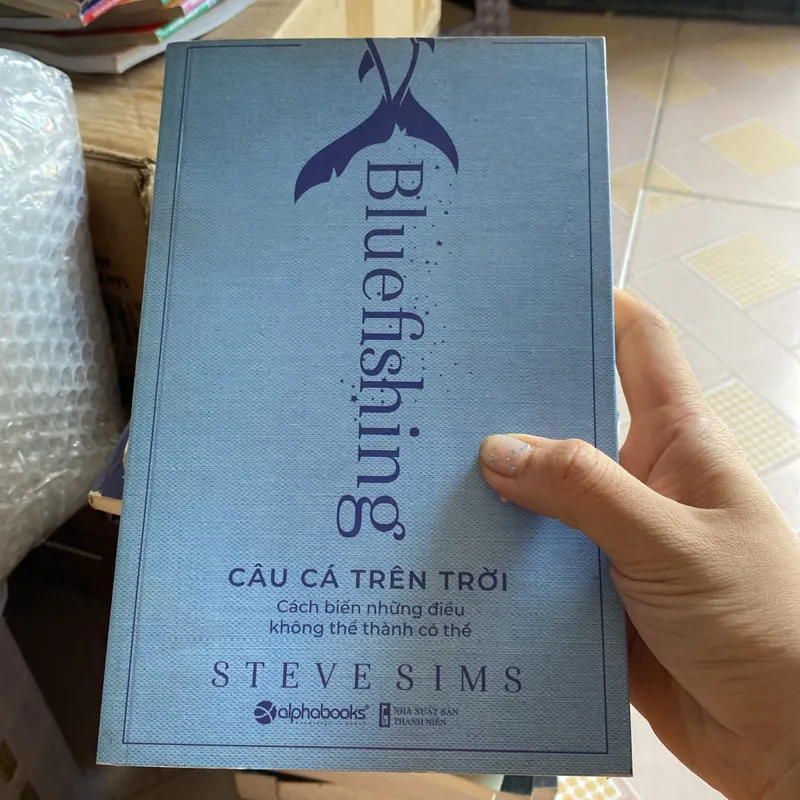 Bluefishing
CÂU CÁ TRÊN TRỜI
Cách biến những điều
không thể thành có thể
STEVE SIMS
alphabooks®
NHÀ XUẤT BẢN
THANH NIÊN